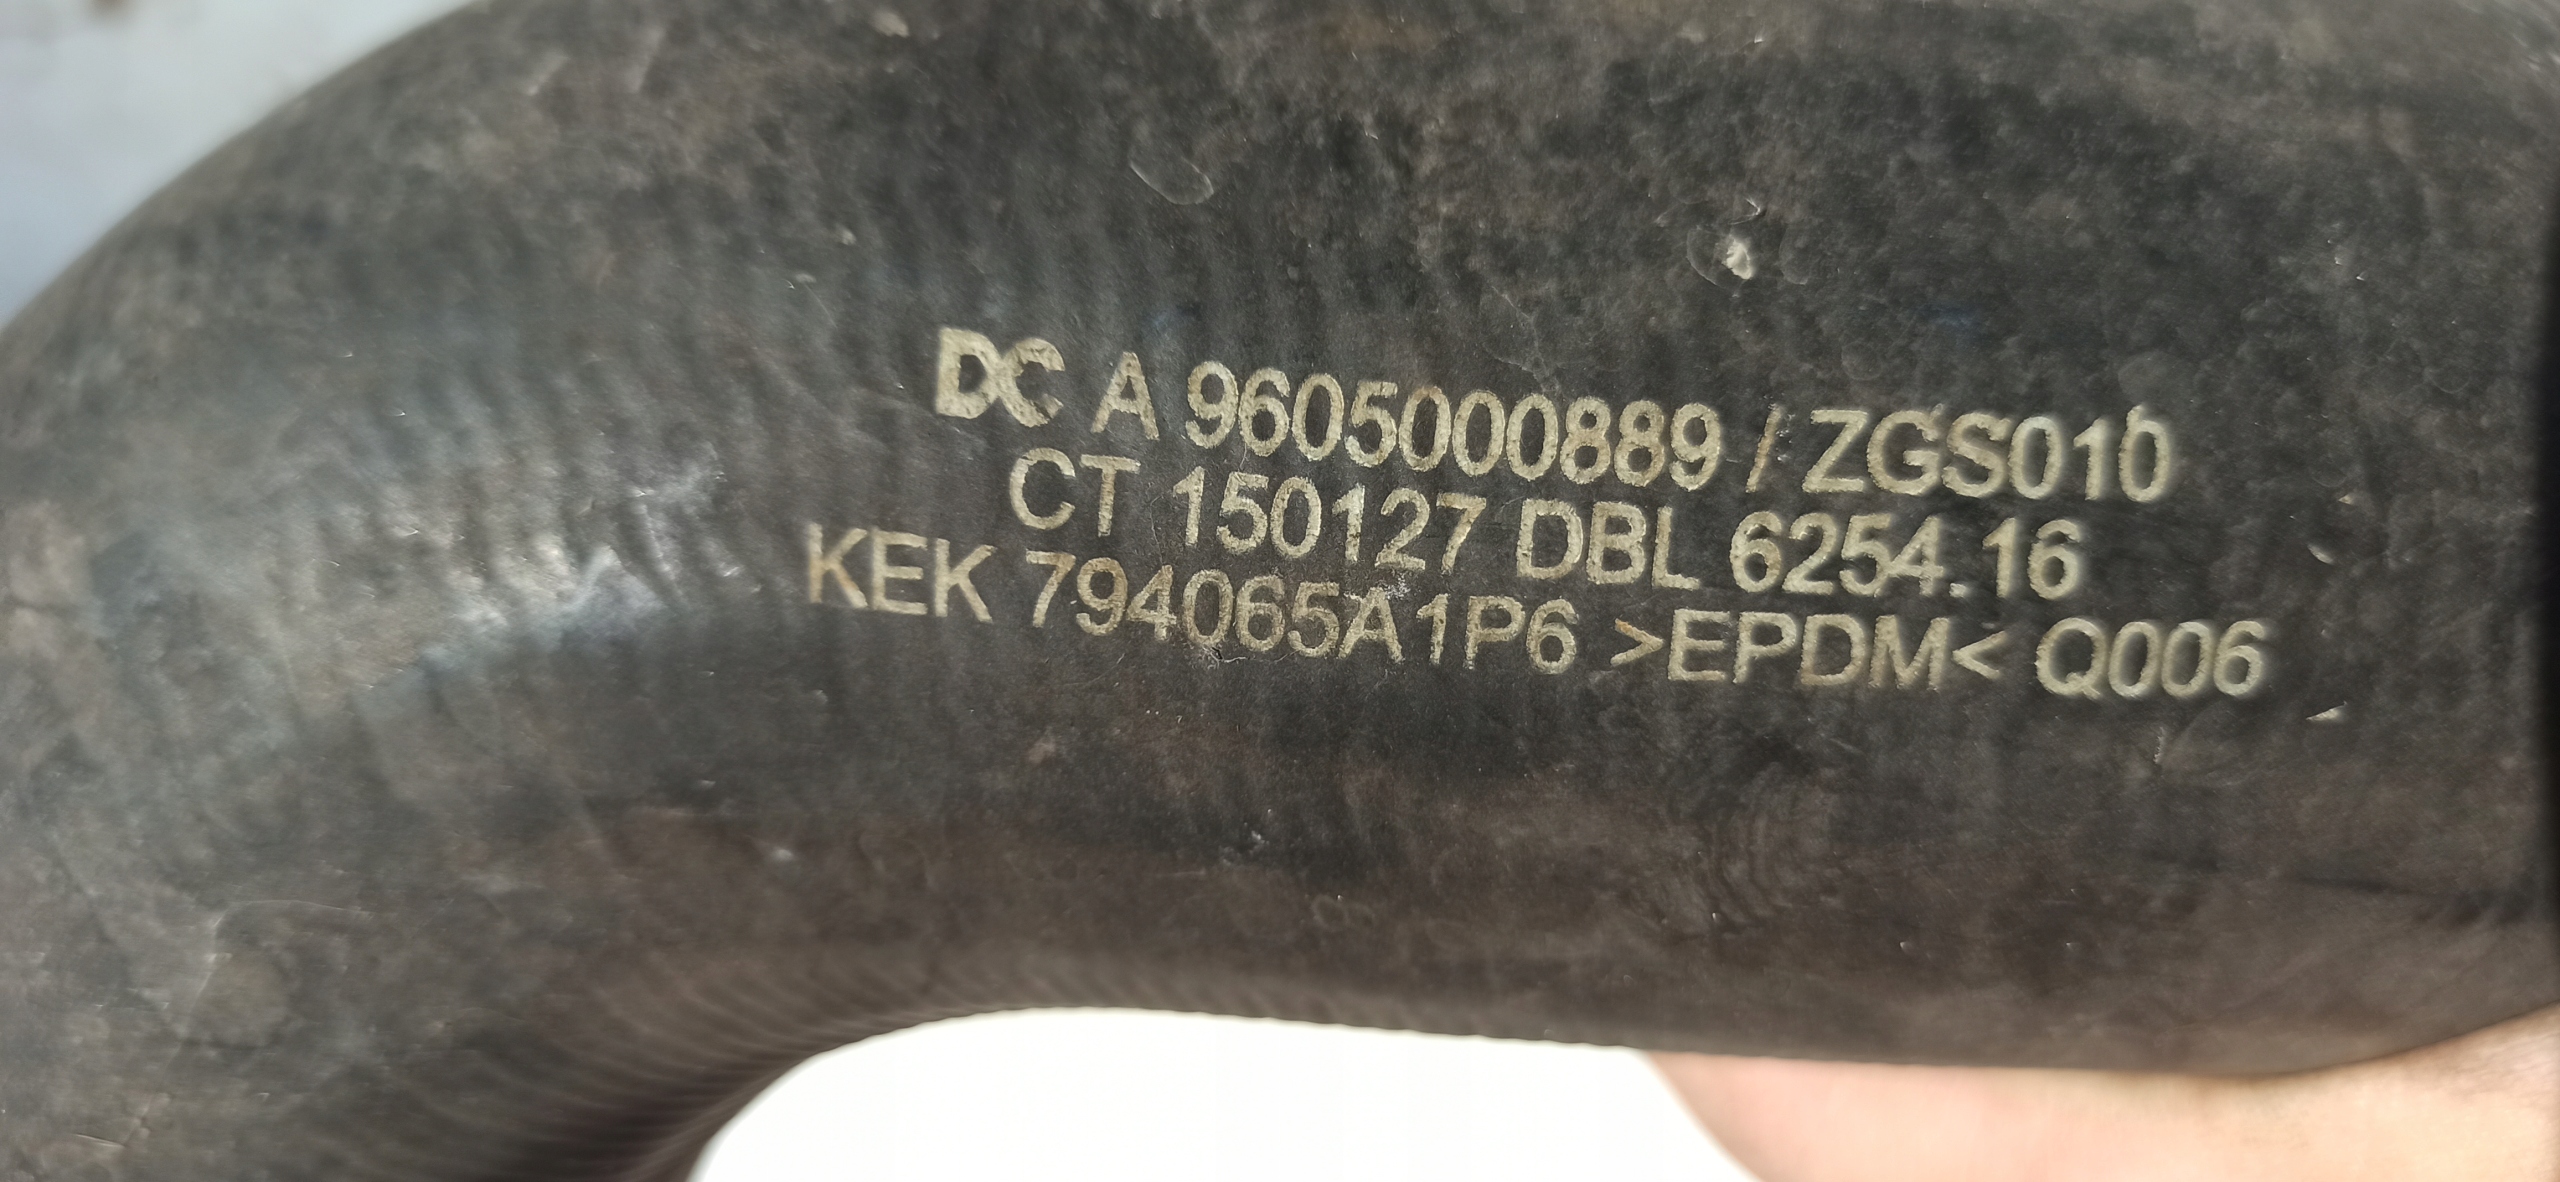 DC A 9605000889 / ZGS010
CT 150127 DBL 6254.16
KEK 794065A1P6 >EPDM< Q006